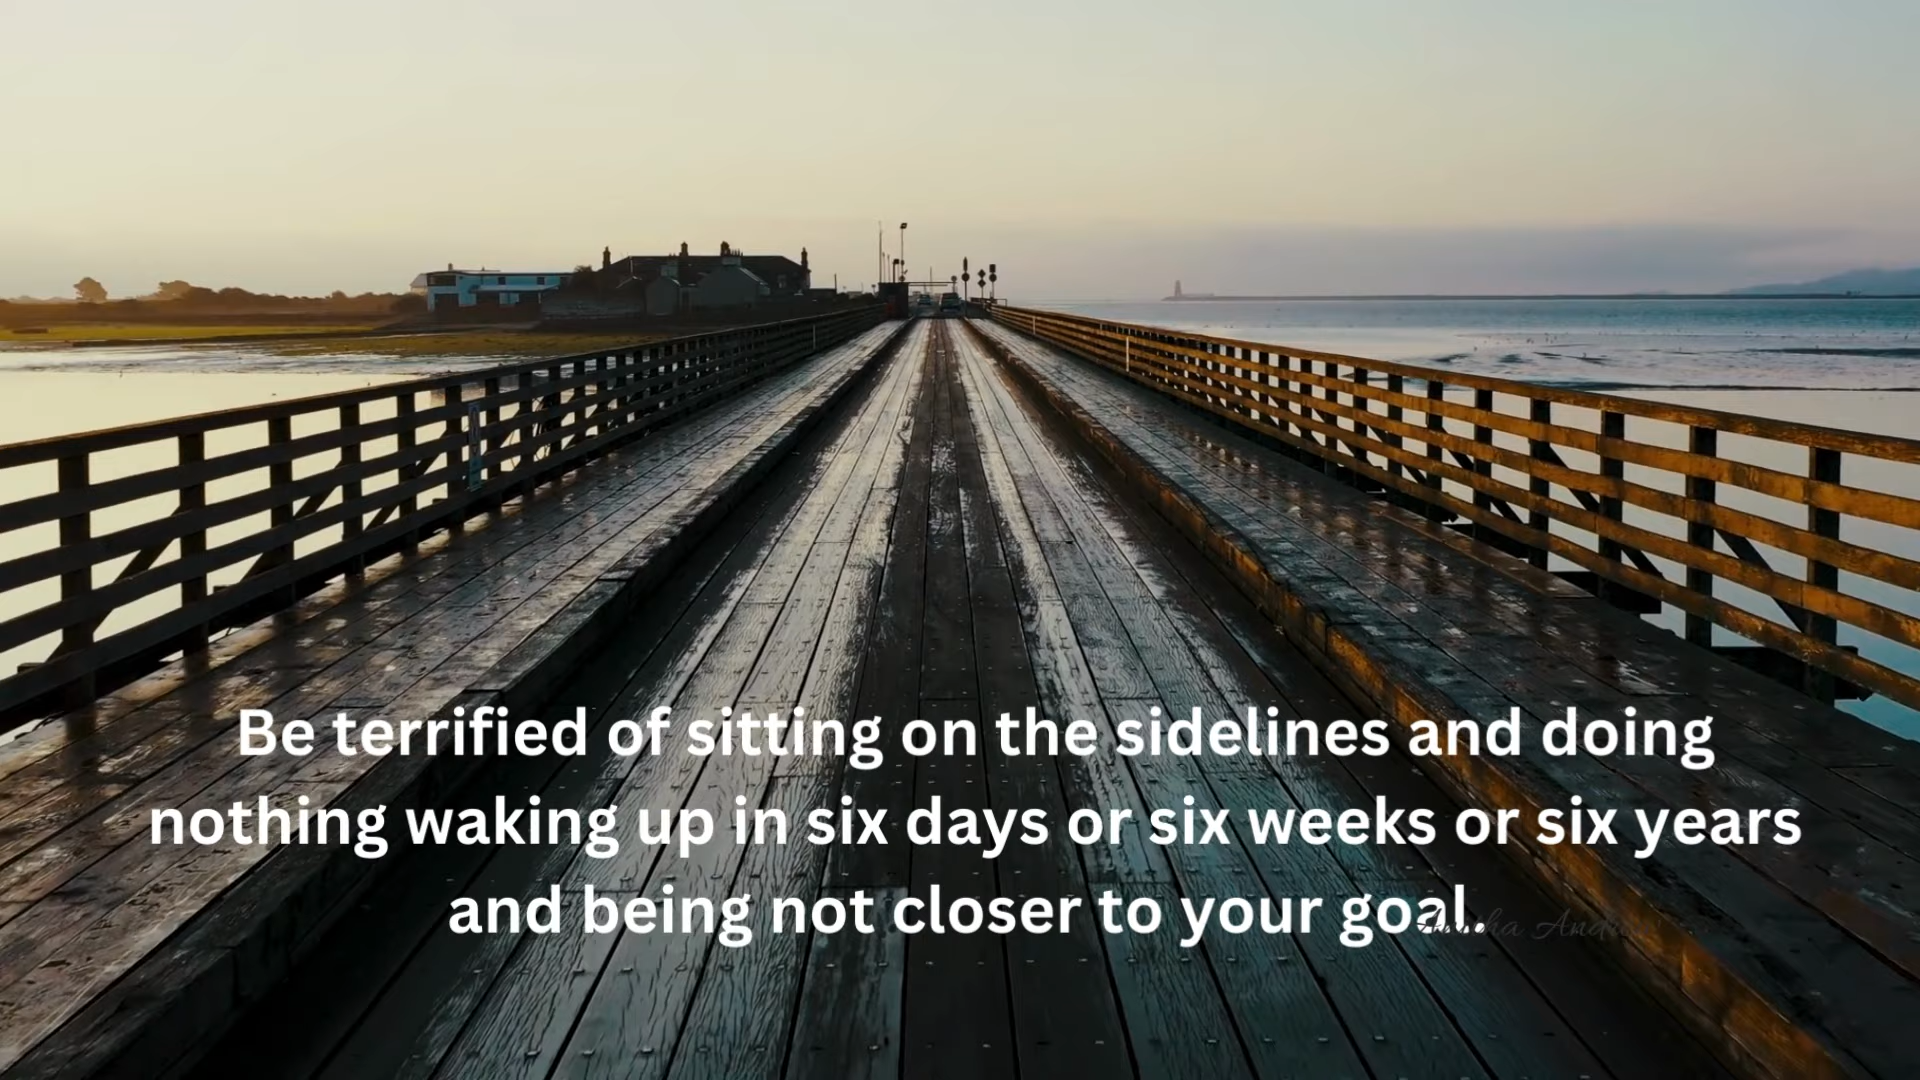 Be terrified of sitting on the sidelines and doing
nothing waking up in six days or six weeks or six years
and being not closer to your goal